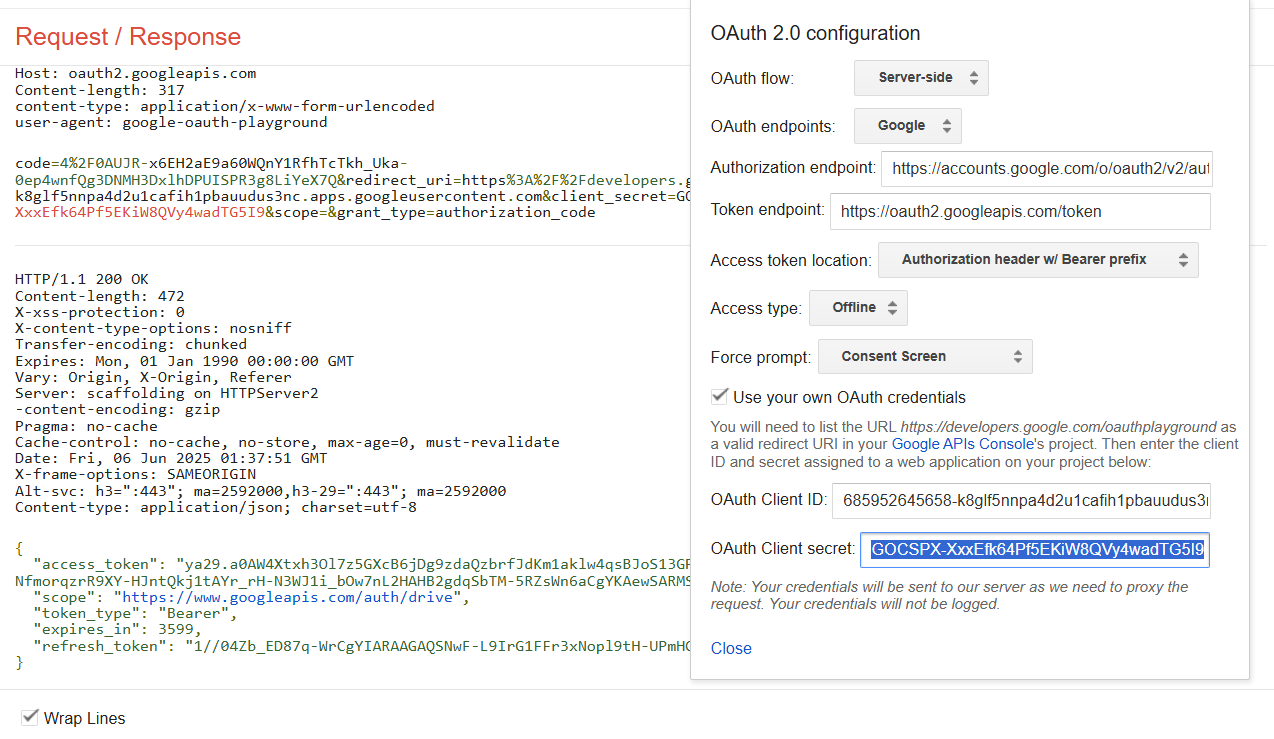 Request / Response
Host: oauth2.googleapis.com
Content-length: 317
content-type: application/x-www-form-urlencoded
user-agent: google-oauth-playground
code=4%2F0AUJR-x6EH2aE9a60WQnY1RfhTcTkh_Uka-
0ep4wnfQg3DNMH3DxlhDPUISPR3g8LiYeX7Q&redirect_uri=https%3A%2F%2Fdevelopers.g
k8glf5nnpa4d2u1cafih1pbauudus3nc.apps.googleusercontent.com&client_secret=GO
XxxEfk64Pf5EKiW8QVy4wadTG5I9&scope=&grant_type=authorization_code
HTTP/1.1 200 OK
Content-length: 472
X-xss-protection: 0
X-content-type-options: nosniff
Transfer-encoding: chunked
Expires: Mon, 01 Jan 1990 00:00:00 GMT
Vary: Origin, X-Origin, Referer
Server: scaffolding on HTTPServer2
-content-encoding: gzip
Pragma: no-cache
Cache-control: no-cache, no-store, max-age=0, must-revalidate
Date: Fri, 06 Jun 2025 01:37:51 GMT
X-frame-options: SAMEORIGIN
Alt-svc: h3=":443"; ma=2592000,h3-29=":443"; ma=2592000
Content-type: application/json; charset=utf-8
{
"access_token": "ya29.a0AW4Xtxh3Ol7z5GXcB6jDg9zdaQzbrfJdKm1aklw4qsBJoS13GF
NfmorqzrR9XY-HJntQkj1tAYr_rH-N3WJ1i_bOw7nL2HAHB2gdqSbTM-5RZsWn6aCgYKAewSARMS
"scope": "https://www.googleapis.com/auth/drive",
"token_type": "Bearer",
"expires_in": 3599,
"refresh_token": "1//04Zb_ED87q-WrCgYIARAAGAQSNwF-L9IrG1FFr3xNopl9tH-UPmHC
}
Wrap Lines
OAuth 2.0 configuration
OAuth flow: Server-side
OAuth endpoints: Google
Authorization endpoint: https://accounts.google.com/o/oauth2/v2/aut
Token endpoint: https://oauth2.googleapis.com/token
Access token location: Authorization header w/ Bearer prefix
Access type: Offline
Force prompt: Consent Screen
Use your own OAuth credentials
You will need to list the URL https://developers.google.com/oauthplayground as
a valid redirect URI in your Google APIs Console's project. Then enter the client
ID and secret assigned to a web application on your project below:
OAuth Client ID: 685952645658-k8glf5nnpa4d2u1cafih1pbauudus3
OAuth Client secret: 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
Note: Your credentials will be sent to our server as we need to proxy the
request. Your credentials will not be logged.
Close